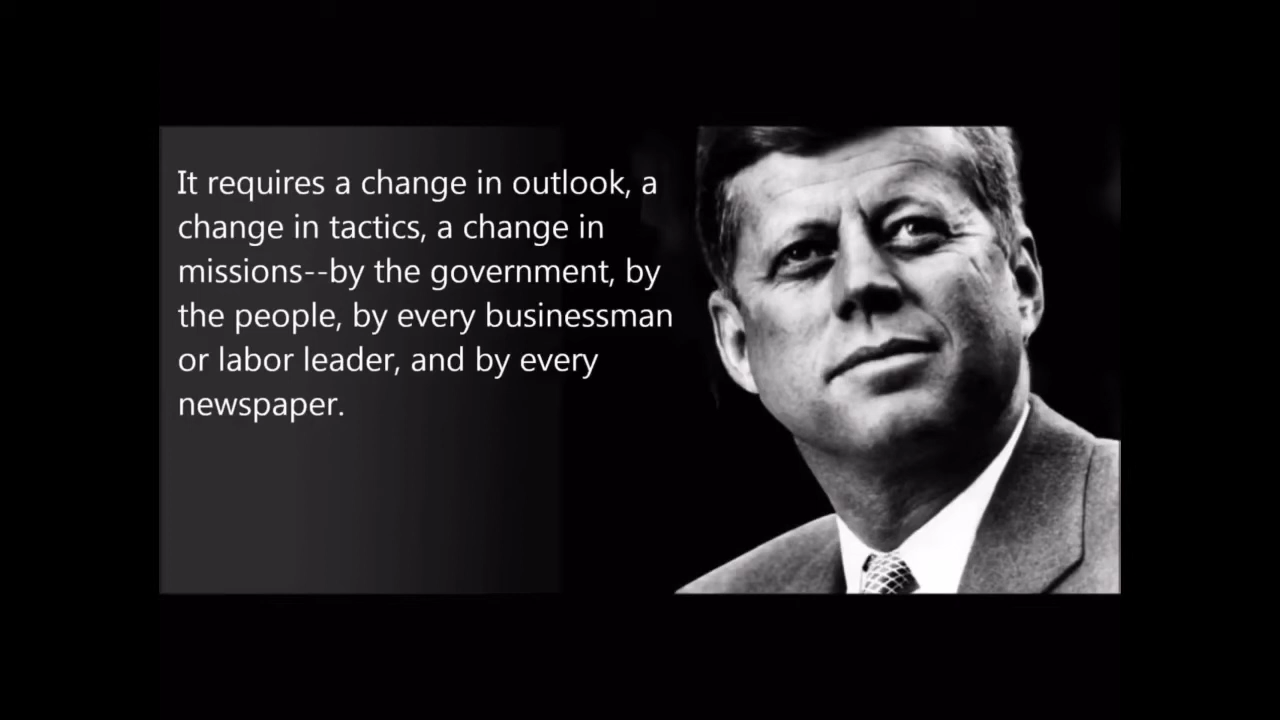 It requires a change in outlook, a
change in tactics, a change in
missions--by the government, by
the people, by every businessman
or labor leader, and by every
newspaper.